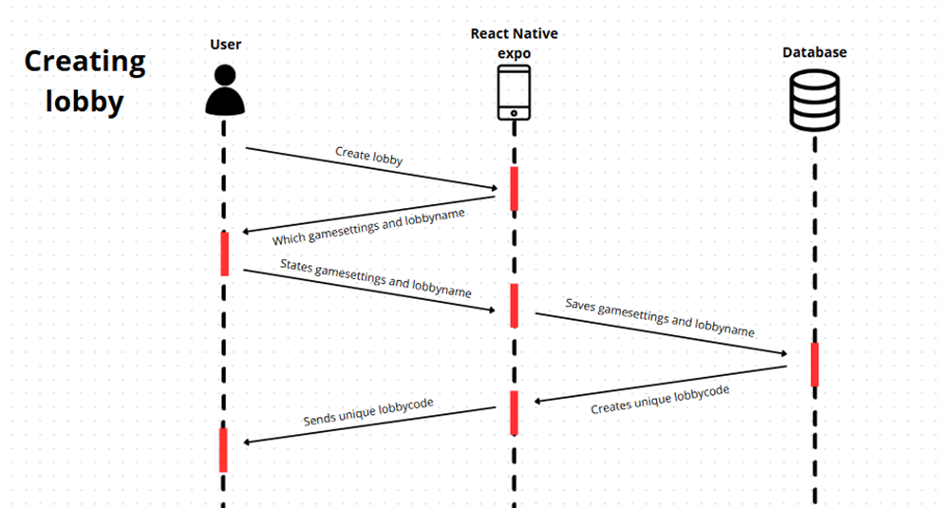 Creating
lobby
User
React Native
expo
Database
Create lobby
Which gamesettings and lobbyname
States gamesettings and lobbyname
Saves gamesettings and lobbyname
Creates unique lobbycode
Sends unique lobbycode